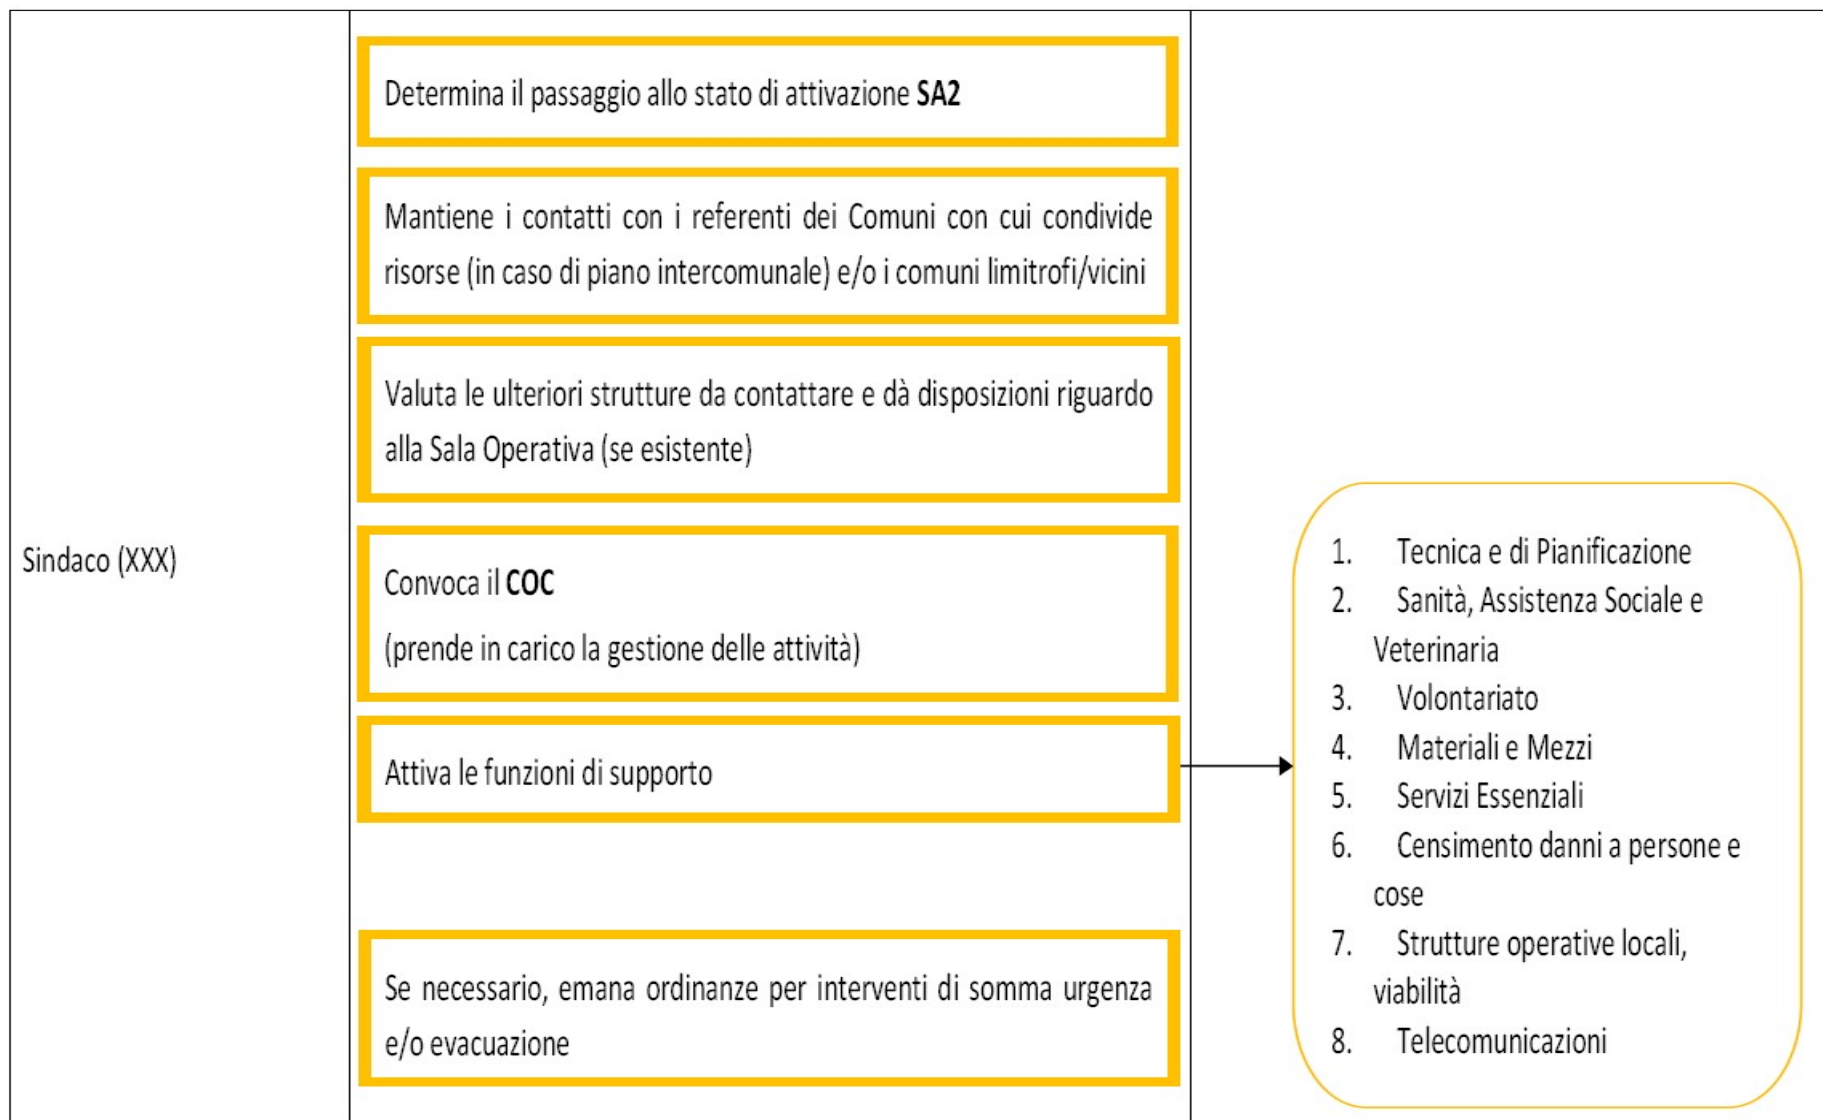 Sindaco (XXX)
Determina il passaggio allo stato di attivazione SA2
Mantiene i contatti con i referenti dei Comuni con cui condivide
risorse (in caso di piano intercomunale) e/o i comuni limitrofi/vicini
Valuta le ulteriori strutture da contattare e dà disposizioni riguardo
alla Sala Operativa (se esistente)
Convoca il COC
(prende in carico la gestione delle attività)
Attiva le funzioni di supporto
Se necessario, emana ordinanze per interventi di somma urgenza
e/o evacuazione
1. Tecnica e di Pianificazione
2. Sanità, Assistenza Sociale e
Veterinaria
3. Volontariato
4. Materiali e Mezzi
5. Servizi Essenziali
6. Censimento danni a persone e
cose
7. Strutture operative locali,
viabilità
8. Telecomunicazioni